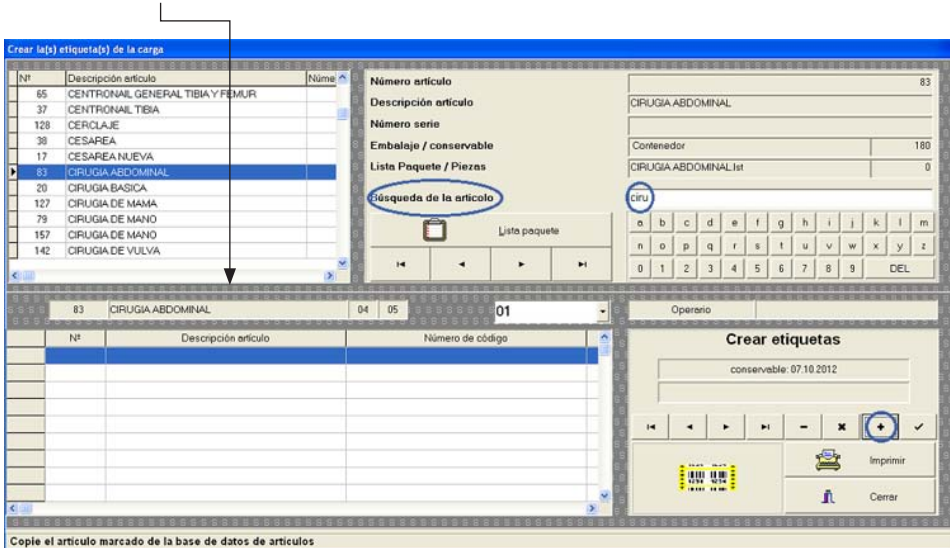 Crear la(s) etiqueta(s) de la carga
Nº Descripción artículo Núme
65 CENTRONAIL GENERAL TIBIA Y FEMUR
37 CENTRONAIL TIBIA
128 CERCLAJE
38 CESAREA
17 CESAREA NUEVA
83 CIRUGIA ABDOMINAL
20 CIRUGIA BASICA
127 CIRUGIA DE MAMA
79 CIRUGIA DE MANO
157 CIRUGIA DE MANO
142 CIRUGIA DE VULVA
Número artículo 83
Descripción artículo CIRUGIA ABDOMINAL
Número serie
Embalaje / conservable Contenedor 180
Lista Paquete / Piezas CIRUGIA ABDOMINAL.lst 0
Búsqueda de la artícolo ciru
Lista paquete
a b c d e f g h i j k l m
n o p q r s t u v w x y z
0 1 2 3 4 5 6 7 8 9 DEL
83 CIRUGIA ABDOMINAL 04 05 01
Operario
Nº Descripción artículo Número de código
Crear etiquetas
conservable: 07.10.2012
Imprimir
Cerrar
Copie el artículo marcado de la base de datos de artículos